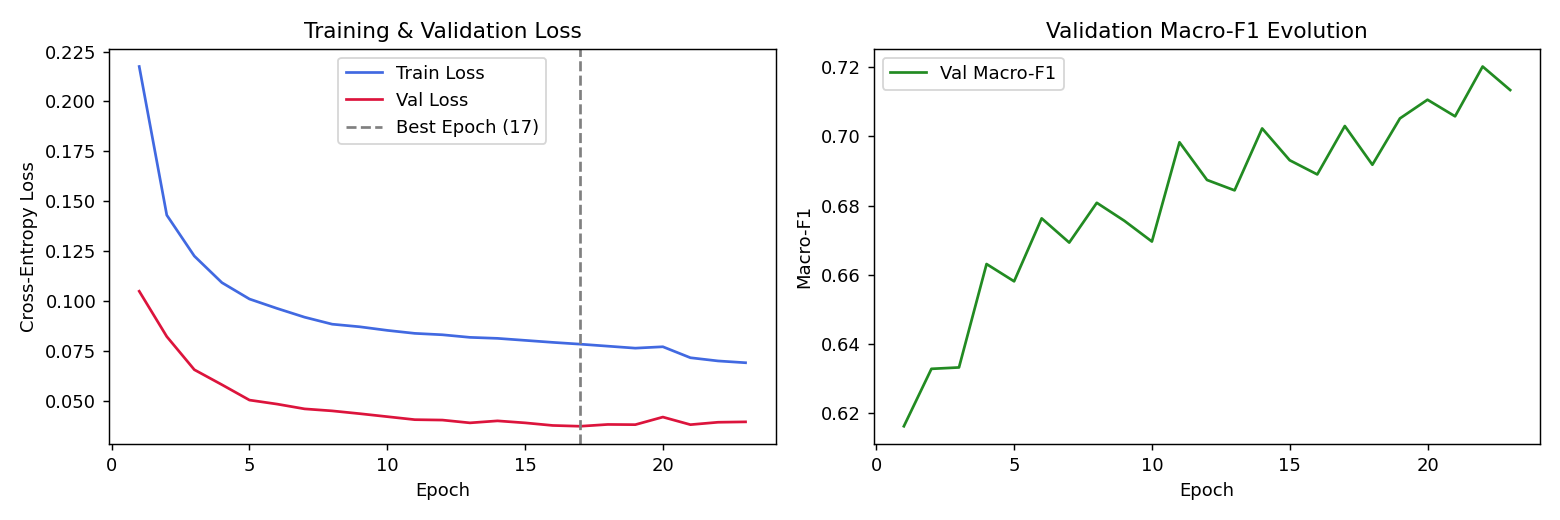 Training & Validation Loss
Cross-Entropy Loss
0.225
0.200
0.175
0.150
0.125
0.100
0.075
0.050
Train Loss
Val Loss
Best Epoch (17)
0 5 10 15 20
Epoch
Validation Macro-F1 Evolution
Macro-F1
0.72
0.70
0.68
0.66
0.64
0.62
Val Macro-F1
0 5 10 15 20
Epoch